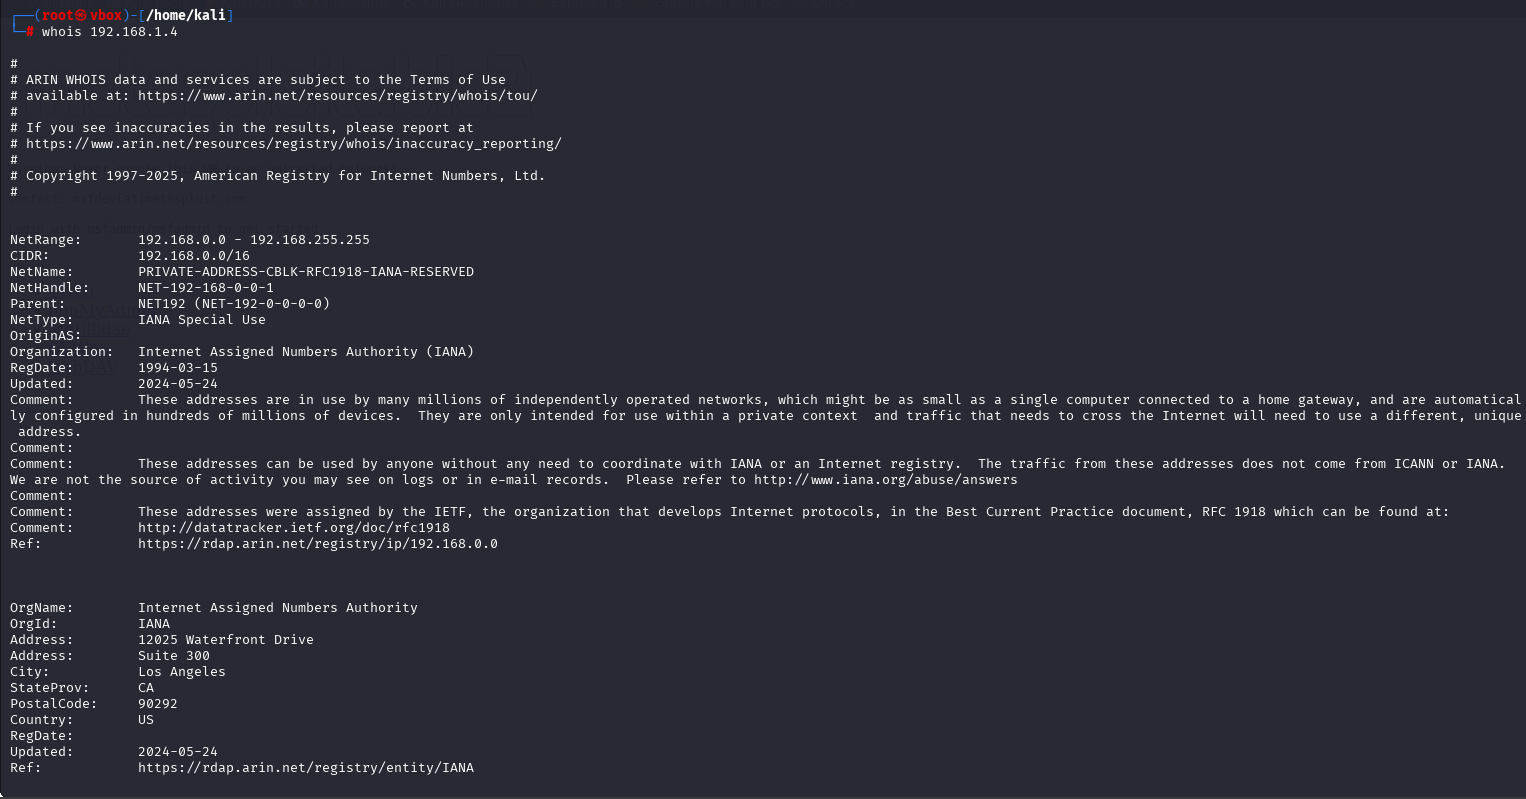 ┌──(root㉿vbox)-[/home/kali]
└─# whois 192.168.1.4
#
# ARIN WHOIS data and services are subject to the Terms of Use
# available at: https://www.arin.net/resources/registry/whois/tou/
#
# If you see inaccuracies in the results, please report at
# https://www.arin.net/resources/registry/whois/inaccuracy_reporting/
#
# Copyright 1997-2025, American Registry for Internet Numbers, Ltd.
#
NetRange:       192.168.0.0 - 192.168.255.255
CIDR:           192.168.0.0/16
NetName:        PRIVATE-ADDRESS-CBLK-RFC1918-IANA-RESERVED
NetHandle:      NET-192-168-0-0-1
Parent:         NET192 (NET-192-0-0-0-0)
NetType:        IANA Special Use
OriginAS:
Organization:   Internet Assigned Numbers Authority (IANA)
RegDate:        1994-03-15
Updated:        2024-05-24
Comment:        These addresses are in use by many millions of independently operated networks, which might be as small as a single computer connected to a home gateway, and are automatical
ly configured in hundreds of millions of devices.  They are only intended for use within a private context  and traffic that needs to cross the Internet will need to use a different, unique
 address.
Comment:
Comment:        These addresses can be used by anyone without any need to coordinate with IANA or an Internet registry.  The traffic from these addresses does not come from ICANN or IANA.
We are not the source of activity you may see on logs or in e-mail records.  Please refer to http://www.iana.org/abuse/answers
Comment:
Comment:        These addresses were assigned by the IETF, the organization that develops Internet protocols, in the Best Current Practice document, RFC 1918 which can be found at:
Comment:        http://datatracker.ietf.org/doc/rfc1918
Ref:            https://rdap.arin.net/registry/ip/192.168.0.0
OrgName:        Internet Assigned Numbers Authority
OrgId:          IANA
Address:        12025 Waterfront Drive
Address:        Suite 300
City:           Los Angeles
StateProv:      CA
PostalCode:     90292
Country:        US
RegDate:
Updated:        2024-05-24
Ref:            https://rdap.arin.net/registry/entity/IANA